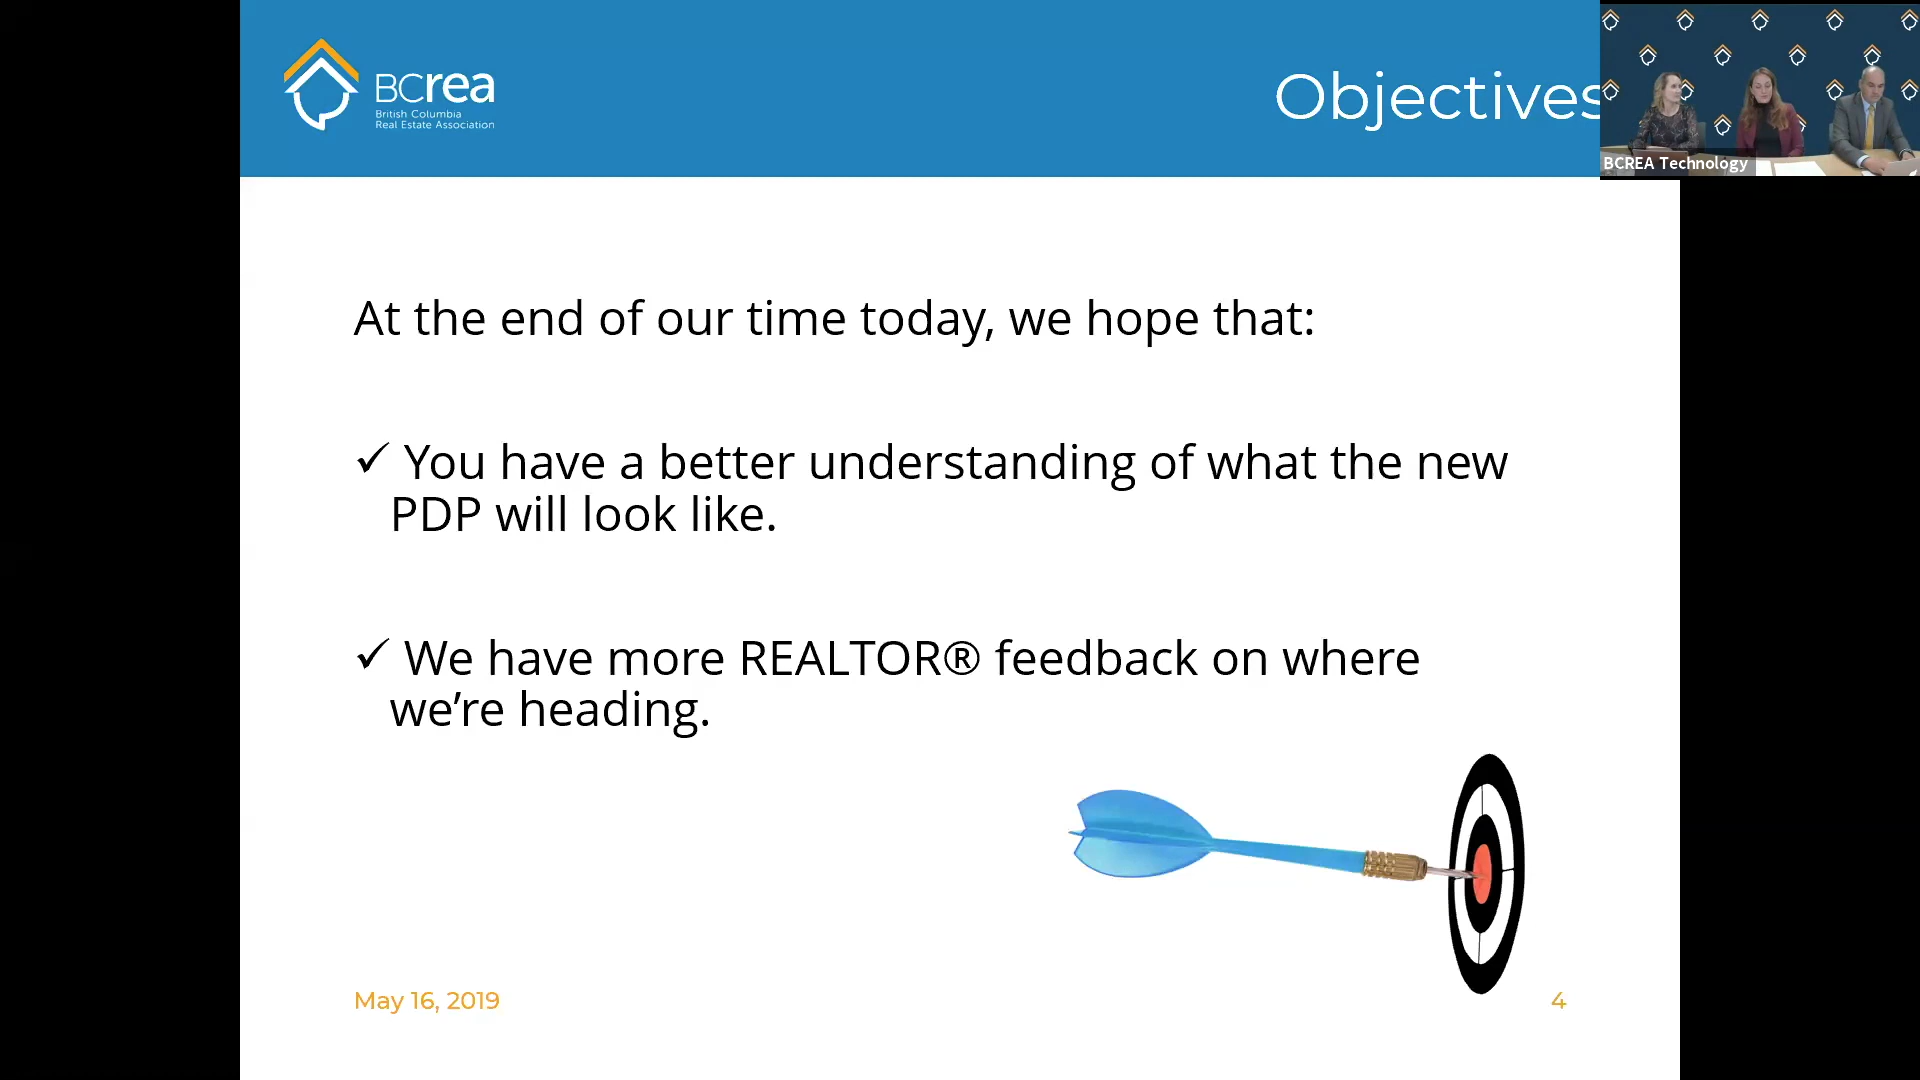 BCrea
British Columbia
Real Estate Association
Objectives
BCREA Technology
At the end of our time today, we hope that:
✓ You have a better understanding of what the new
PDP will look like.
✓ We have more REALTOR® feedback on where
we’re heading.
May 16, 2019
4